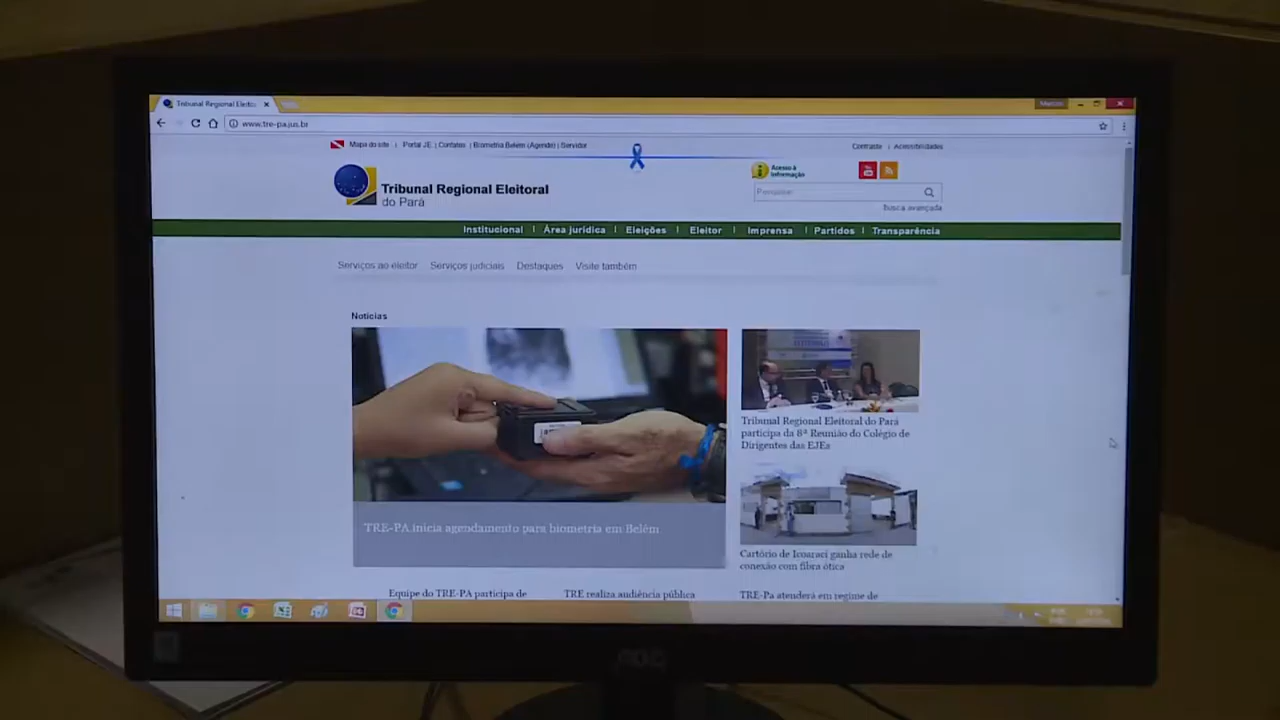 Tribunal Regional Eleito
Marcio
www.tre-pa.jus.br
Mapa do site | Portal JE | Contatos | Biometria Belém (Agende) | Servidor
Contraste | Acessibilidades
Acesso à
Informação
Tribunal Regional Eleitoral
do Pará
Pesquisar
Busca avançada
Institucional | Área jurídica | Eleições | Eleitor | Imprensa | Partidos | Transparência
Serviços ao eleitor Serviços judiciais Destaques Visite também
Notícias
TRE-PA inicia agendamento para biometria em Belém
Tribunal Regional Eleitoral do Pará
participa da 8ª Reunião do Colégio de
Dirigentes das EJEs
Cartório de Icoaraci ganha rede de
conexão com fibra ótica
Equipe do TRE-PA participa de
TRE realiza audiência pública
TRE-Pa atenderá em regime de
AOC